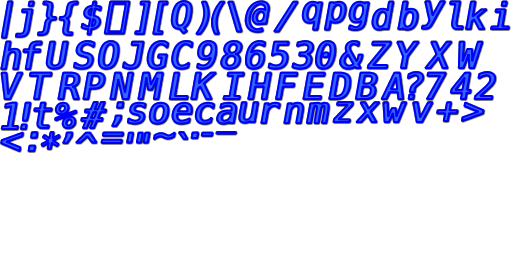 |j}{$▯][Q)(\@/qpgdbylki
hfUSOJGC986530&ZYXW
VTRPNMLKIHFEDBA?742
1!t%#;soecaurnmzxwv+>
<:*'^="'~`--—